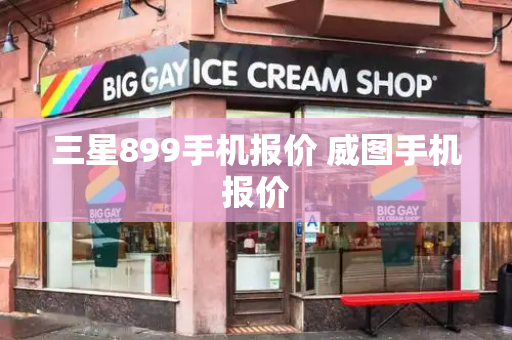 BIG GAY ICE CREAM SHOP
三星899手机报价 威图手机
报价
BIG GAY
ICE CREAM
SHOP
BIG GAY
ICE CREAM
SHOP
A